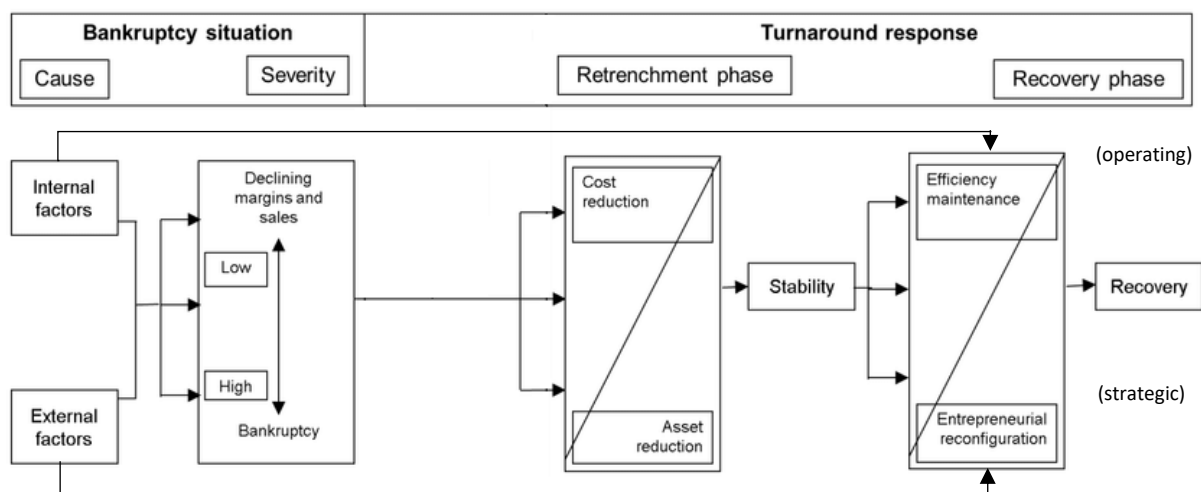 Bankruptcy situation
Turnaround response
Cause
Severity
Retrenchment phase
Recovery phase
Internal
factors
External
factors
Declining
margins and
sales
Low
High
Bankruptcy
Cost
reduction
Asset
reduction
Stability
(operating)
Efficiency
maintenance
Entrepreneurial
reconfiguration
(strategic)
Recovery